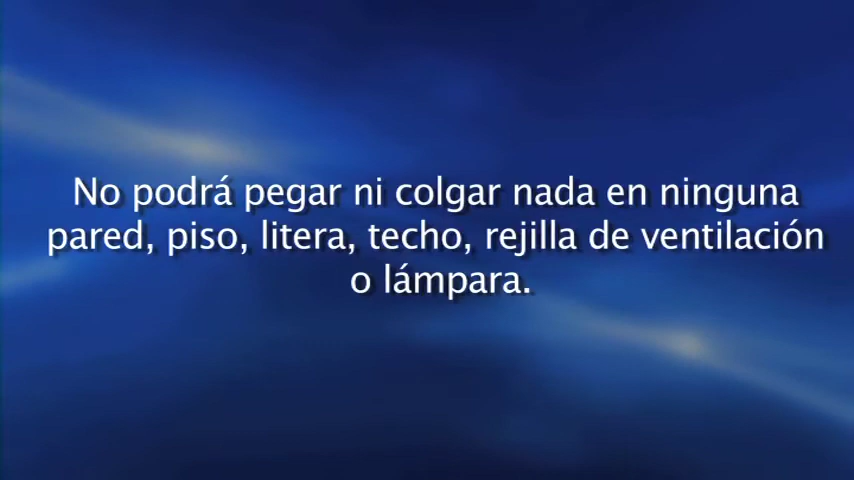 No podrá pegar ni colgar nada en ninguna
pared, piso, litera, techo, rejilla de ventilación
o lámpara.